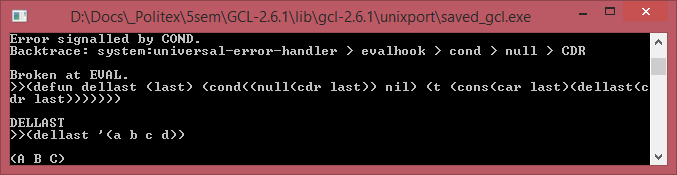 D:\Docs\_Politex\5sem\GCL-2.6.1\lib\gcl-2.6.1\unixport\saved_gcl.exe
Error signalled by COND.
Backtrace: system:universal-error-handler > evalhook > cond > null > CDR
Broken at EVAL.
>>(defun dellast (last) (cond((null(cdr last)) nil) (t (cons(car last)(dellast(c
dr last)))))))
DELLAST
>>(dellast '(a b c d))
(A B C)